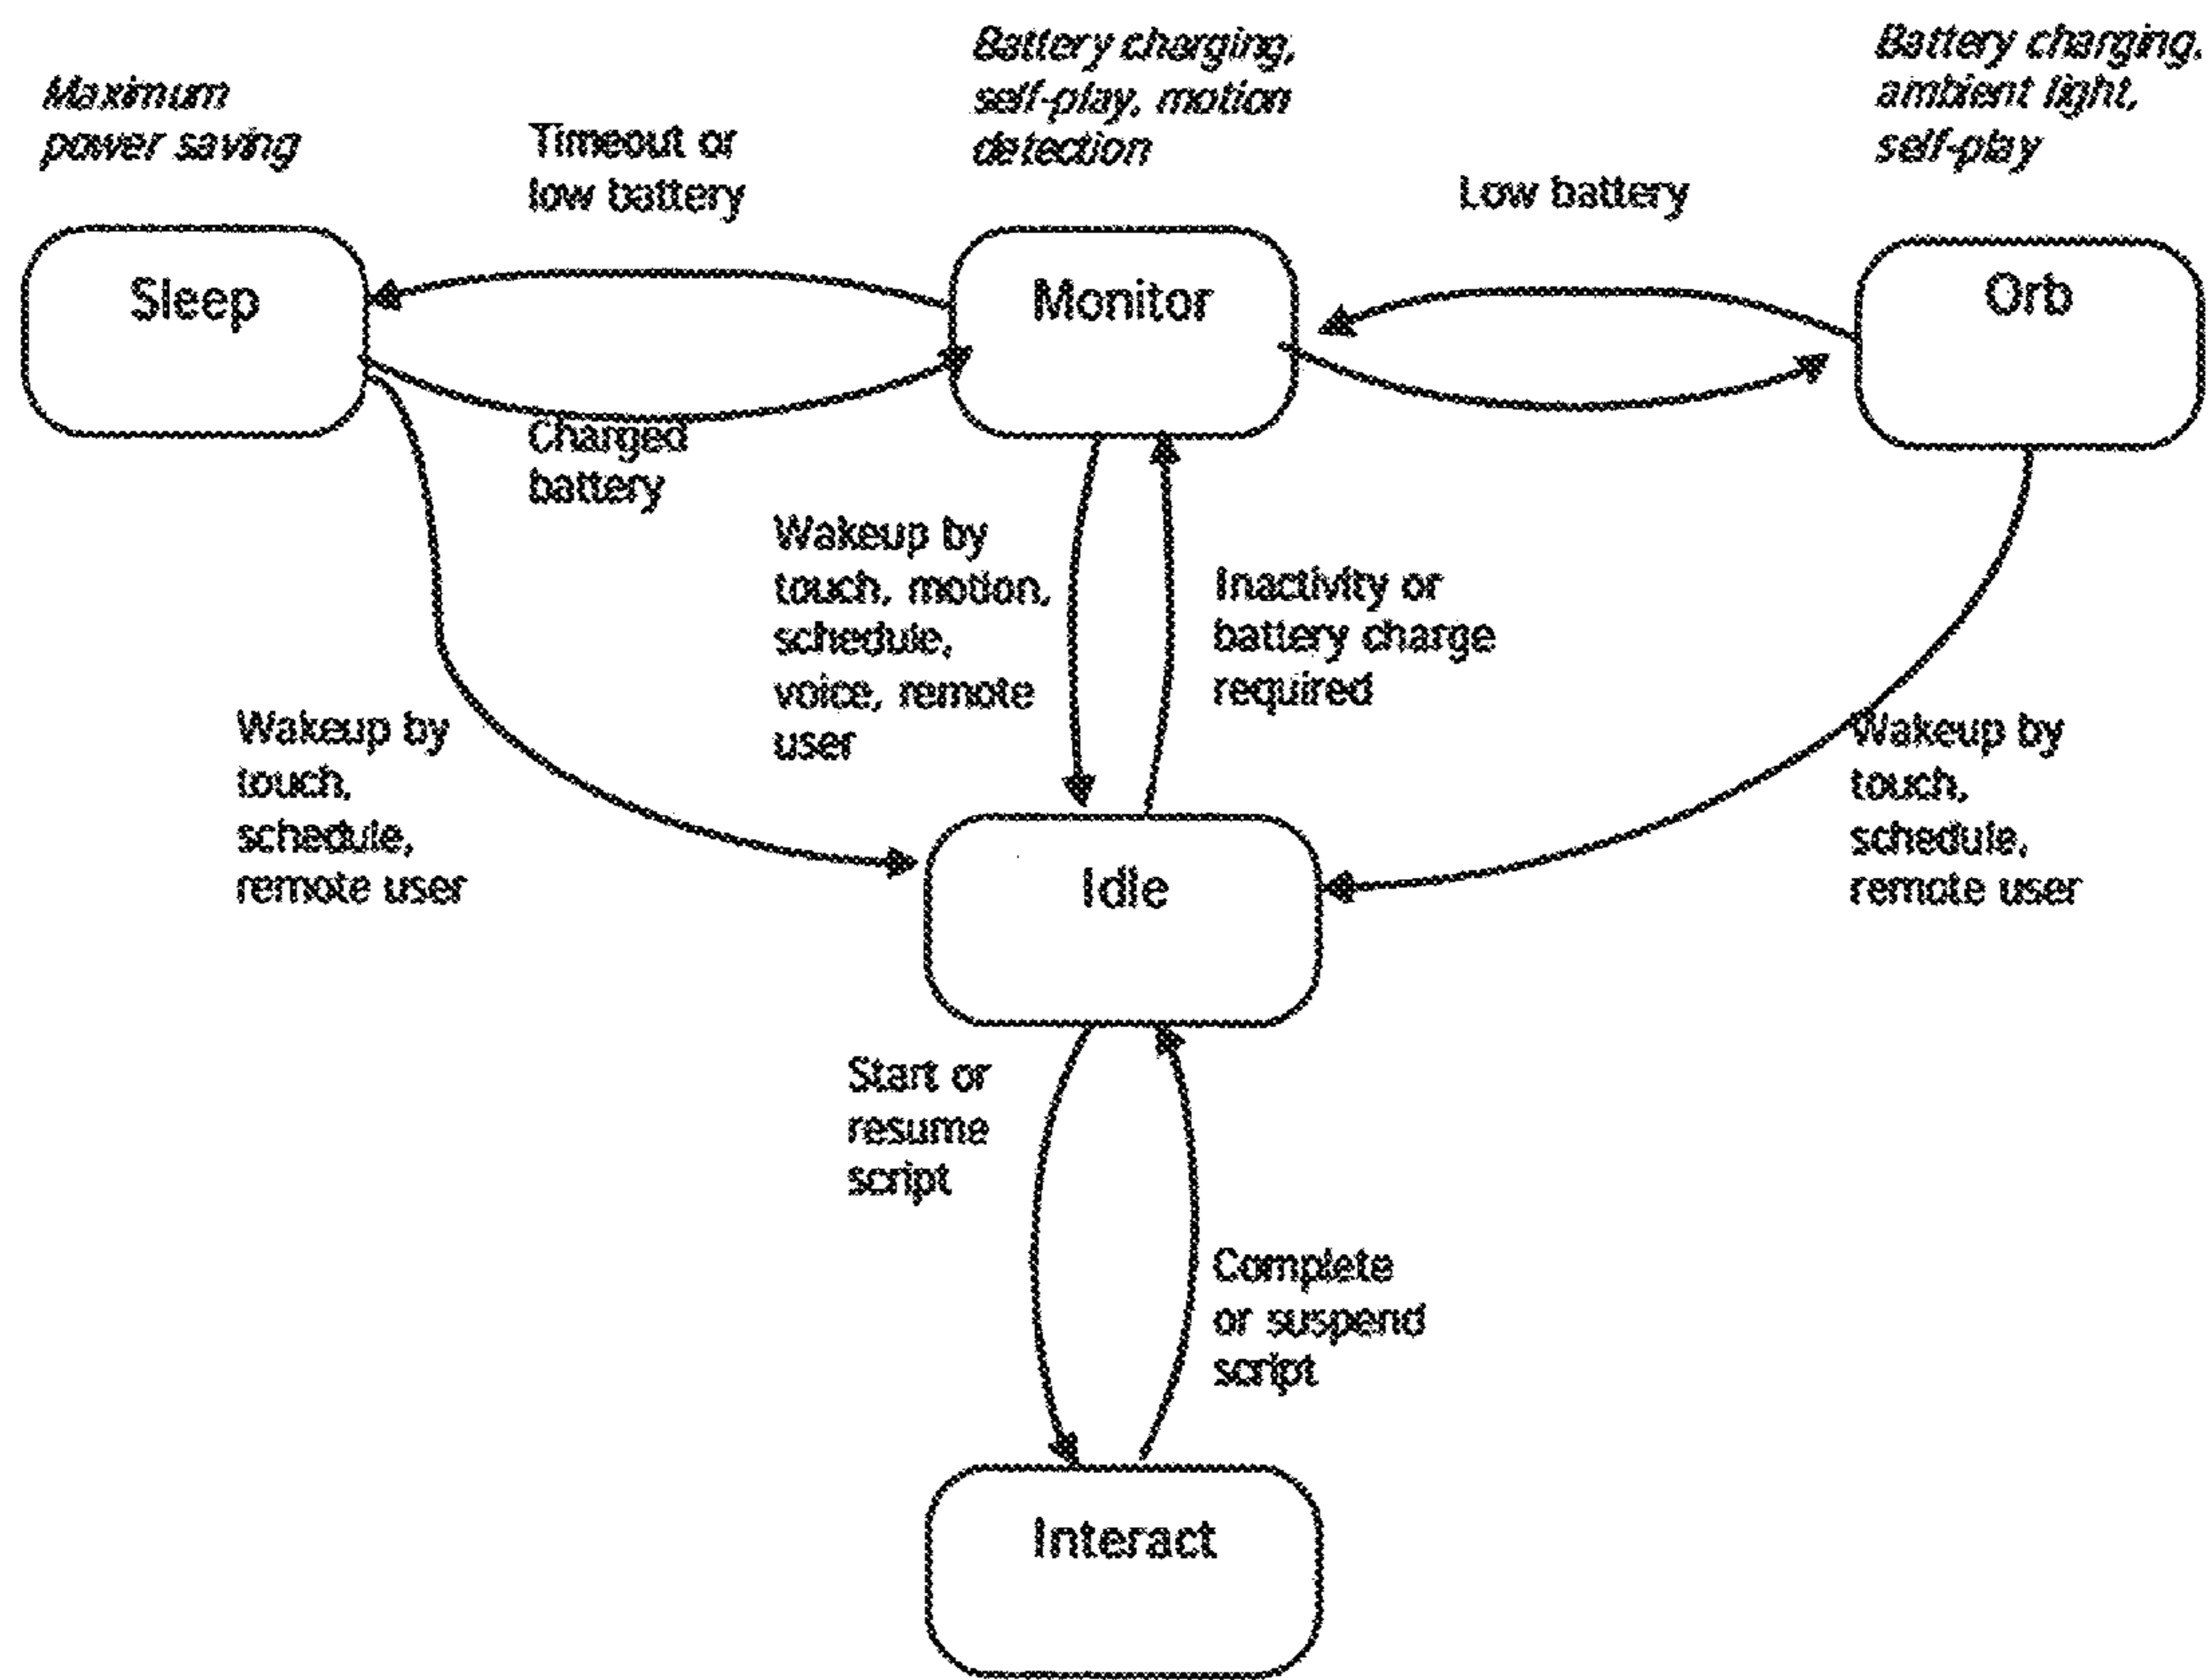 Maximum
power saving
Timeout or
low battery
Battery charging,
self-play, motion
detection
Low battery
Battery charging,
ambient light,
self-play
Sleep
Monitor
Orb
Charged
battery
Wakeup by
touch, motion,
schedule,
voice, remote
user
Inactivity or
battery charge
required
Wakeup by
touch,
schedule,
remote user
Wakeup by
touch,
schedule,
remote user
Idle
Start or
resume
script
Complete
or suspend
script
Interact